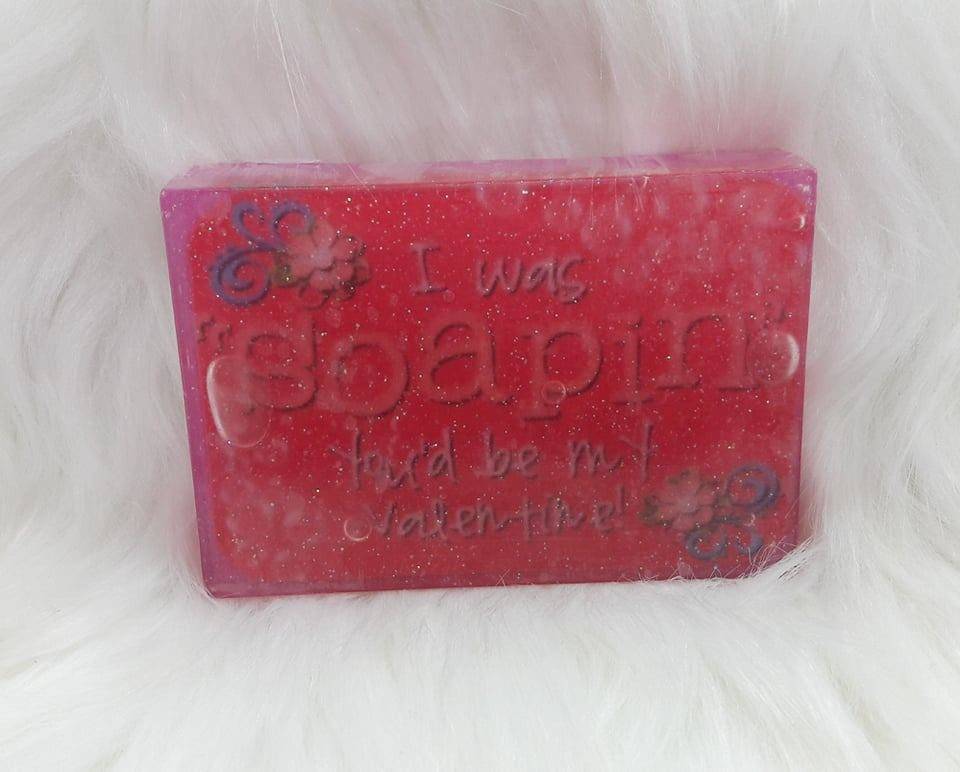 I was
"soapin"
you'd be my
valentine!